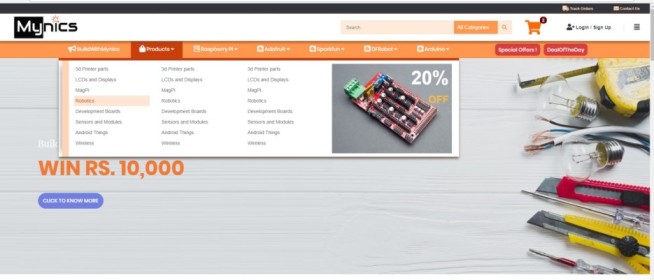 Track Orders Contact Us
Mynics
Search All Categories 2 Login / Sign Up
BuildWithMynics Products Raspberry Pi Adafruit Sparkfun DFRobot Arduino Special Offers ! DealOfTheDay
3d Printer parts 3d Printer parts 3d Printer parts
LCDs and Displays LCDs and Displays LCDs and Displays
MagPi MagPi MagPi
Robotics Robotics Robotics
Development Boards Development Boards Development Boards
Sensors and Modules Sensors and Modules Sensors and Modules
Android Things Android Things Android Things
Wireless Wireless Wireless
20%
OFF
WIN RS. 10,000
CLICK TO KNOW MORE